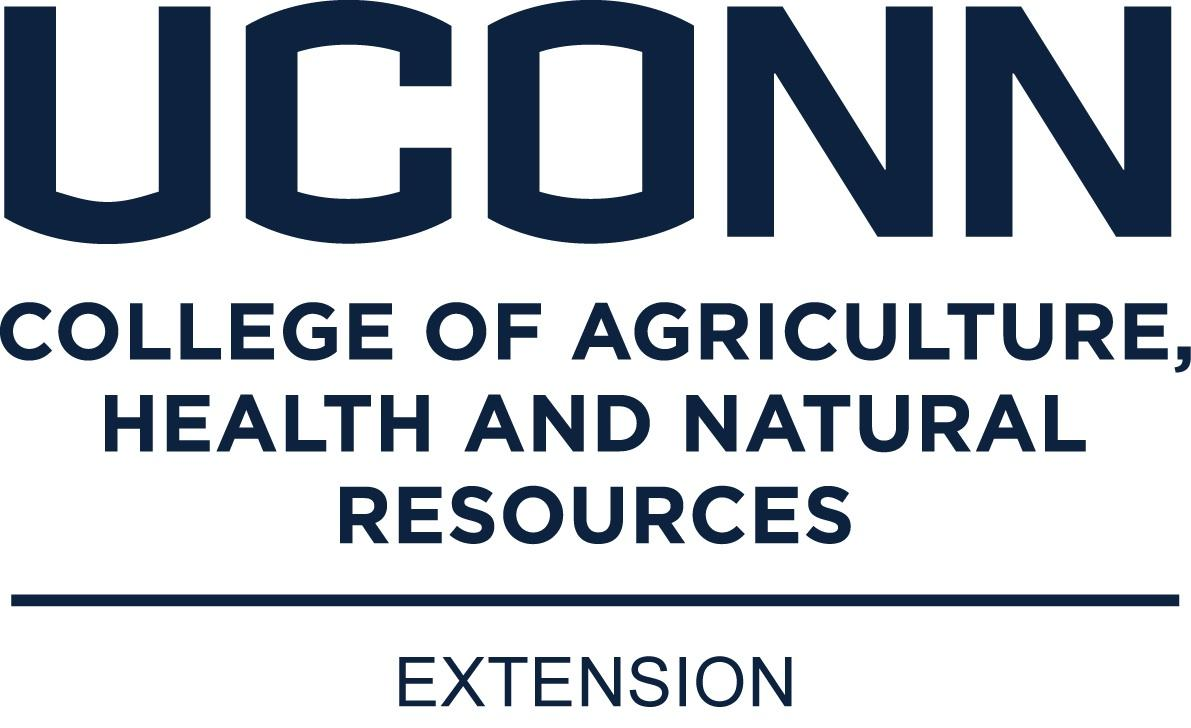 UCONN
COLLEGE OF AGRICULTURE,
HEALTH AND NATURAL
RESOURCES
EXTENSION